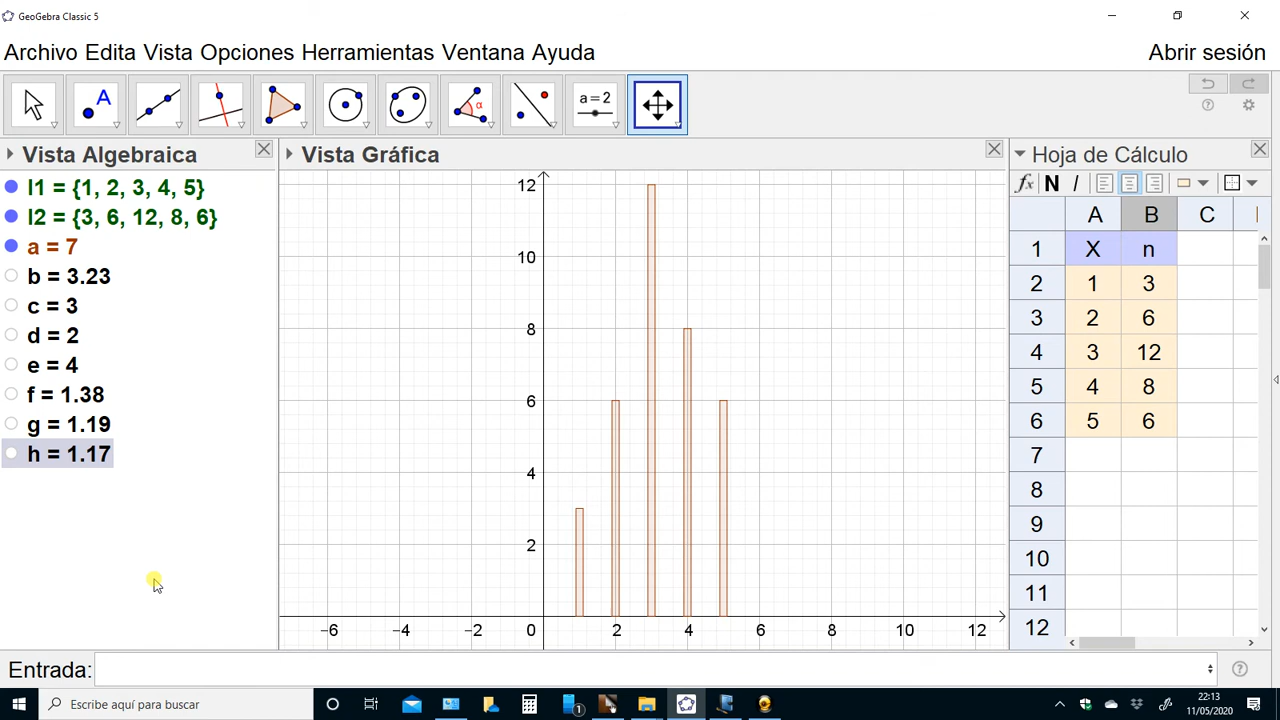 GeoGebra Classic 5
Archivo Edita Vista Opciones Herramientas Ventana Ayuda
Abrir sesión
A
α
a=2
Vista Algebraica
Vista Gráfica
Hoja de Cálculo
l1 = {1, 2, 3, 4, 5}
l2 = {3, 6, 12, 8, 6}
a = 7
b = 3.23
c = 3
d = 2
e = 4
f = 1.38
g = 1.19
h = 1.17
12
10
8
6
4
2
−6 −4 −2 0 2 4 6 8 10 12
fx N I
A B C
1 X n
2 1 3
3 2 6
4 3 12
5 4 8
6 5 6
7
8
9
10
11
12
Entrada:
Escribe aquí para buscar
1
22:13
11/05/2020